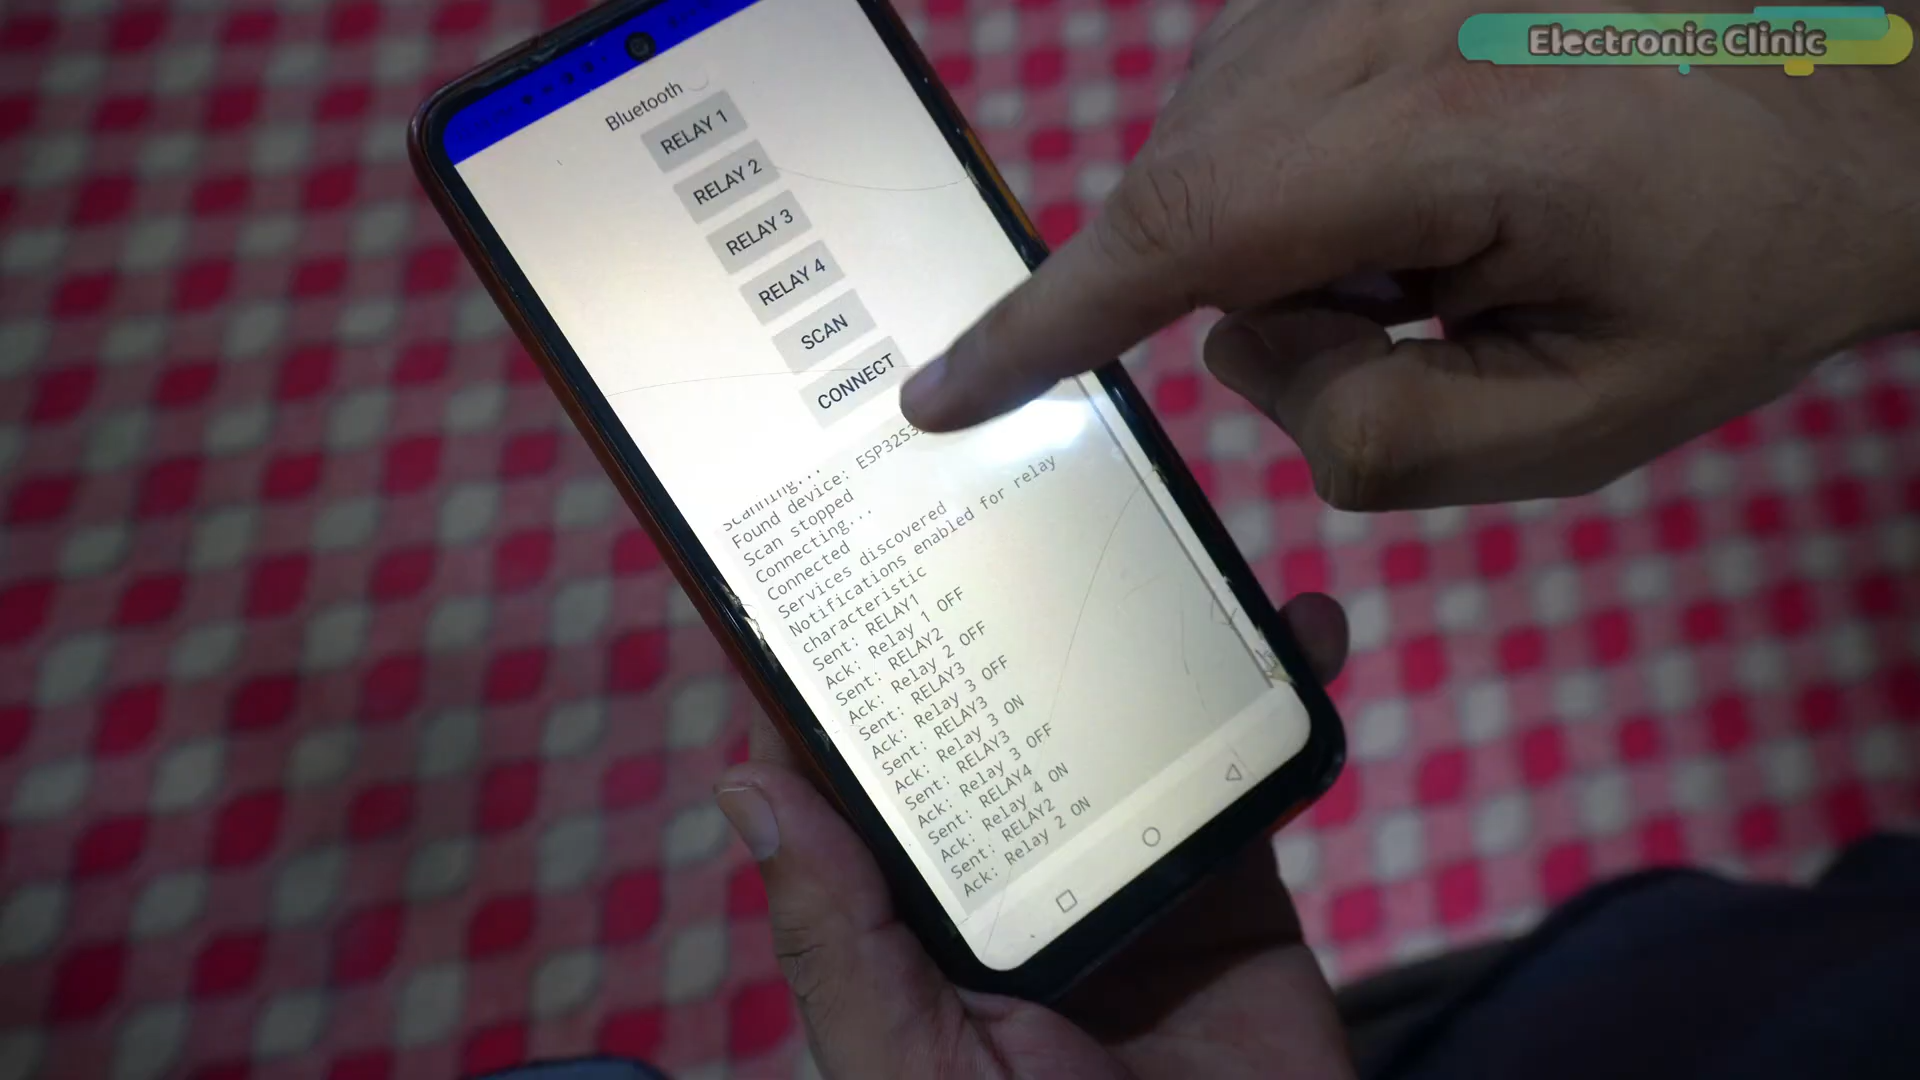 Electronic Clinic
Bluetooth
RELAY 1
RELAY 2
RELAY 3
RELAY 4
SCAN
CONNECT
Scanning...
Found device: ESP32S3
Scan stopped
Connecting...
Connected
Services discovered
Notifications enabled for relay
characteristic
Sent: RELAY1
Ack: Relay 1 OFF
Sent: RELAY2
Ack: Relay 2 OFF
Sent: RELAY3
Ack: Relay 3 OFF
Sent: RELAY3
Ack: Relay 3 ON
Sent: RELAY3
Ack: Relay 3 OFF
Sent: RELAY4
Ack: Relay 4 ON
Sent: RELAY2
Ack: Relay 2 ON